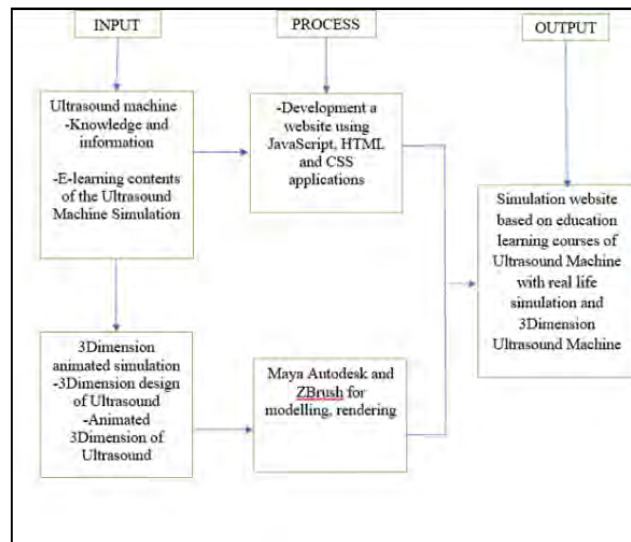 INPUT
PROCESS
OUTPUT
Ultrasound machine
-Knowledge and
information
-E-learning contents
of the Ultrasound
Machine Simulation
-Development a
website using
JavaScript, HTML
and CSS
applications
Simulation website
based on education
learning courses of
Ultrasound Machine
with real life
simulation and
3Dimension
Ultrasound Machine
3Dimension
animated simulation
-3Dimension design
of Ultrasound
-Animated
3Dimension of
Ultrasound
Maya Autodesk and
ZBrush for
modelling, rendering